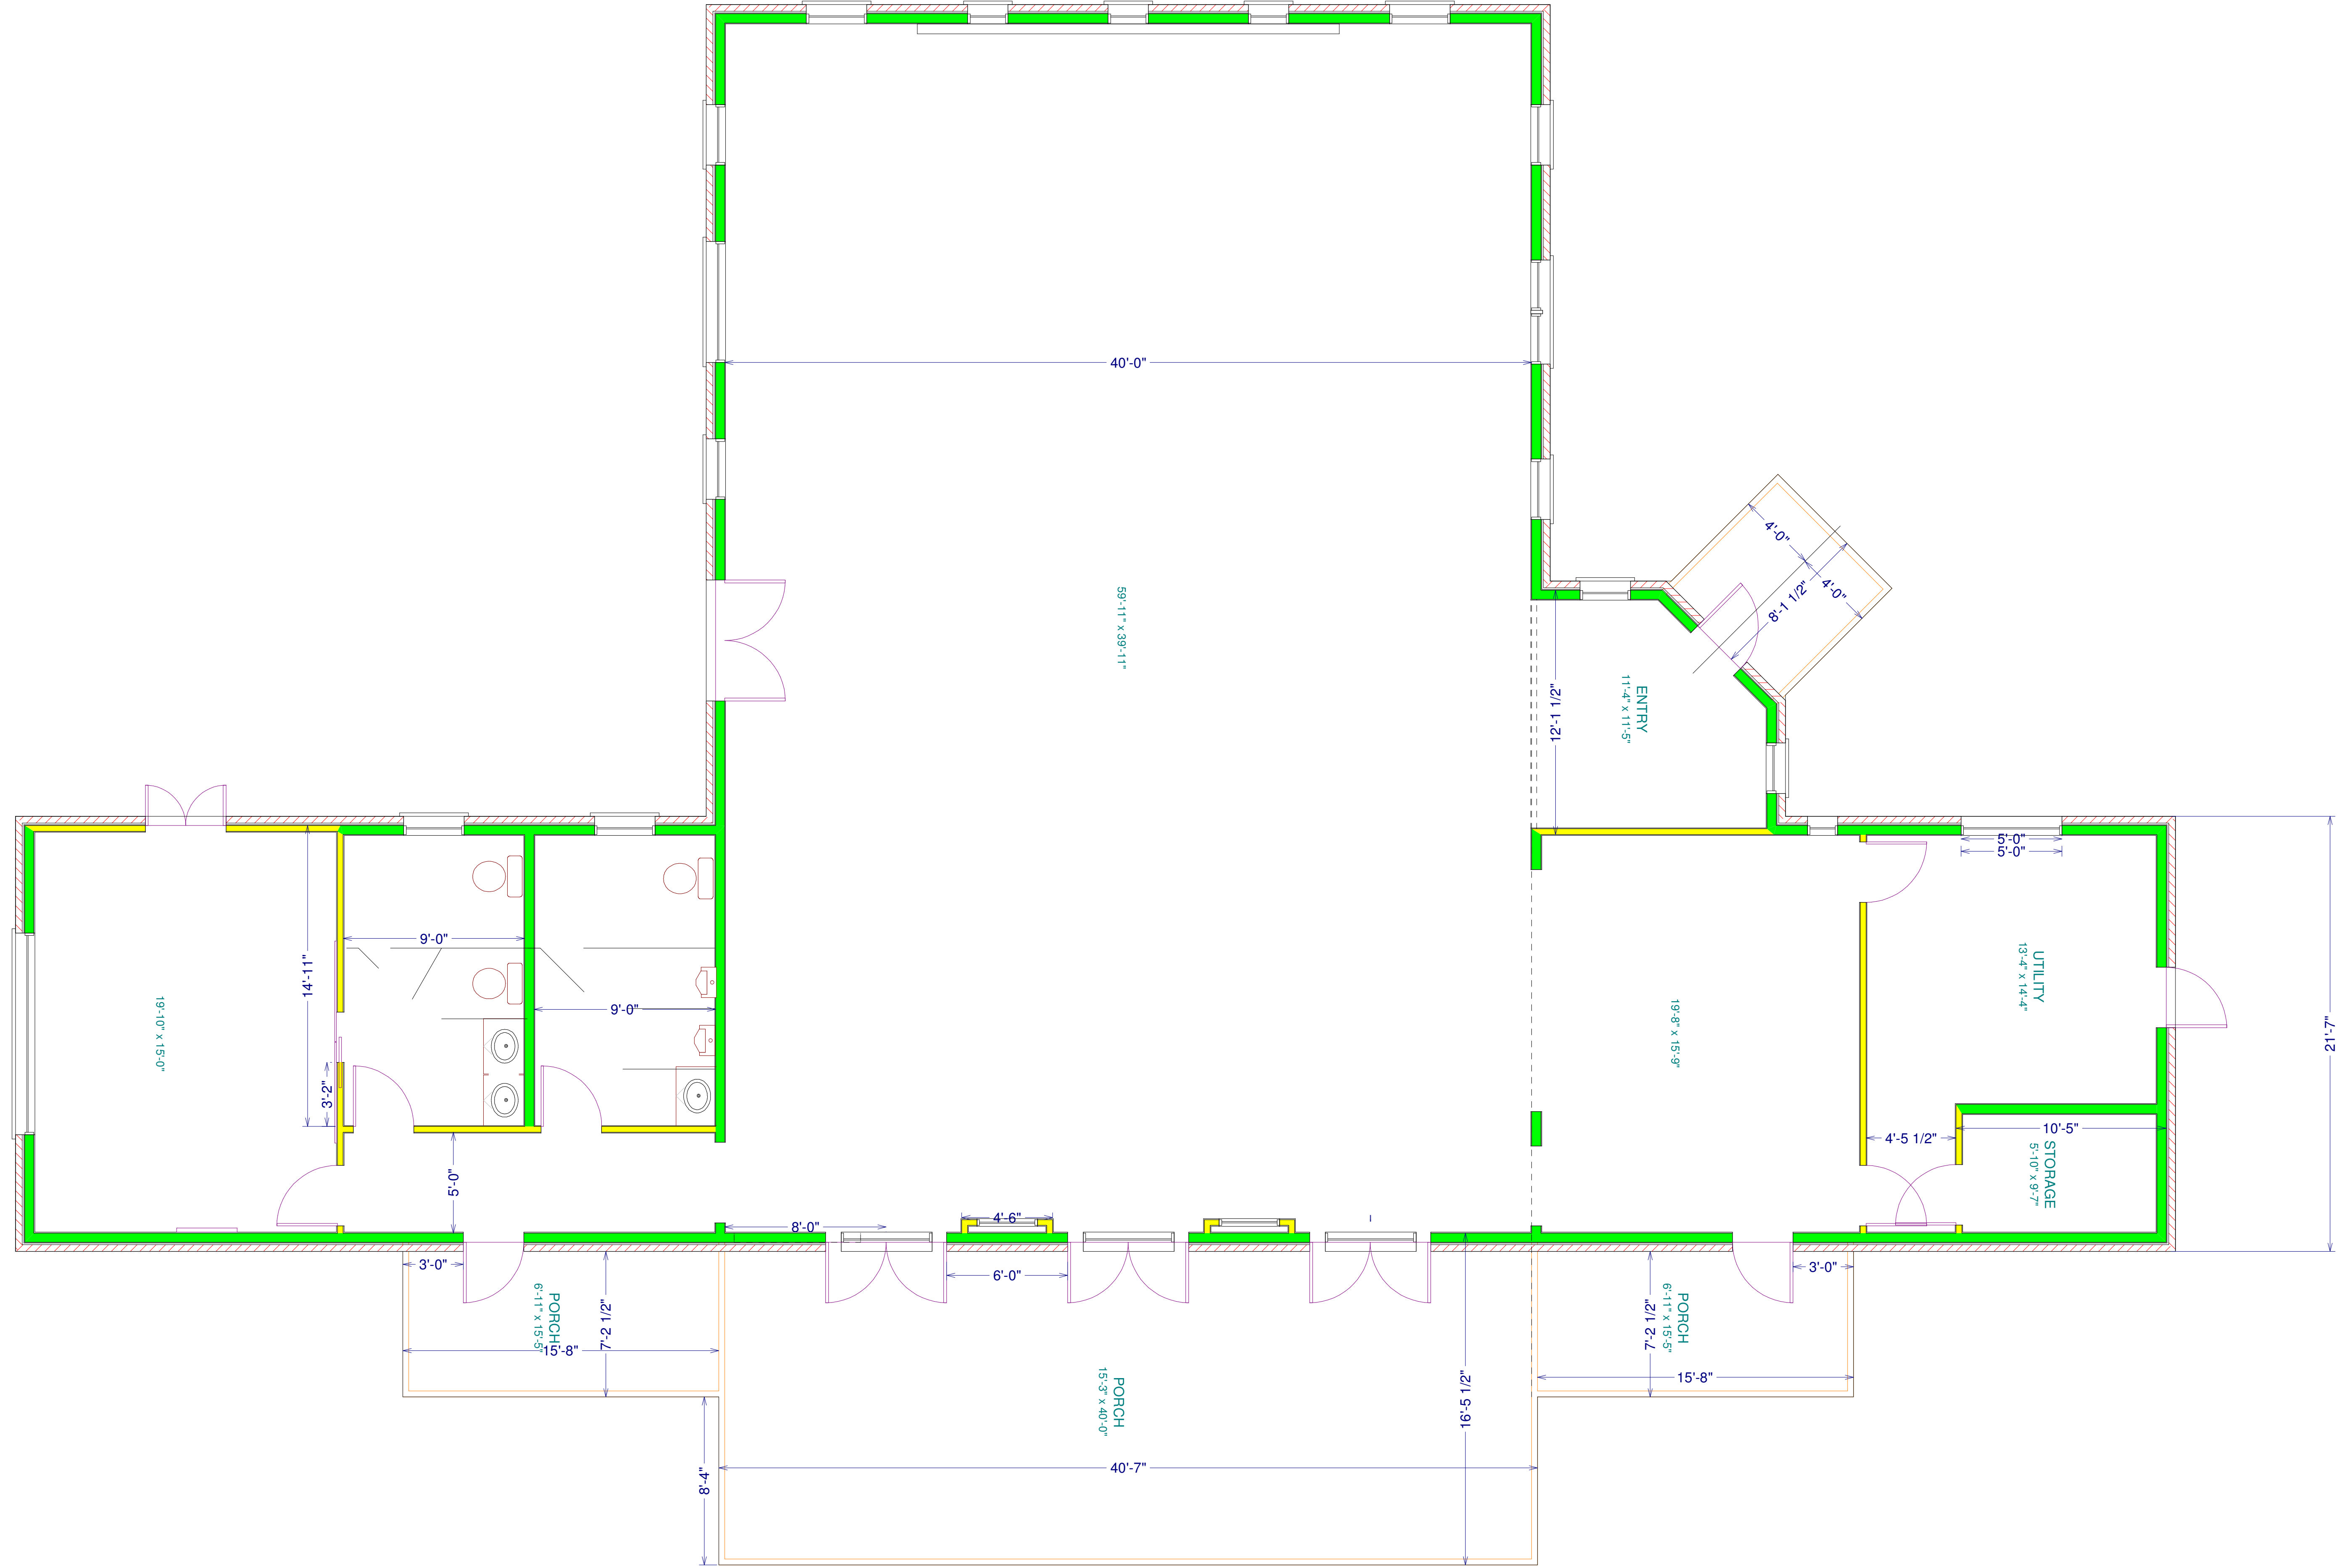 40'-0"
4'-0"
4'-0"
8'-1 1/2"
59'-11" x 39'-11"
12'-1 1/2"
ENTRY
11'-4" x 11'-5"
5'-0"
5'-0"
21'-7"
9'-0"
14'-11"
9'-0"
19'-10" x 15'-0"
3'-2"
19'-8" x 15'-9"
UTILITY
13'-4" x 14'-4"
10'-5"
4'-5 1/2"
STORAGE
5'-10" x 9'-7"
5'-0"
8'-0"
4'-6"
3'-0"
6'-0"
3'-0"
PORCH
6'-11" x 15'-5"
7'-2 1/2"
15'-8"
PORCH
6'-11" x 15'-5"
7'-2 1/2"
15'-8"
PORCH
15'-3" x 40'-0"
16'-5 1/2"
40'-7"
8'-4"